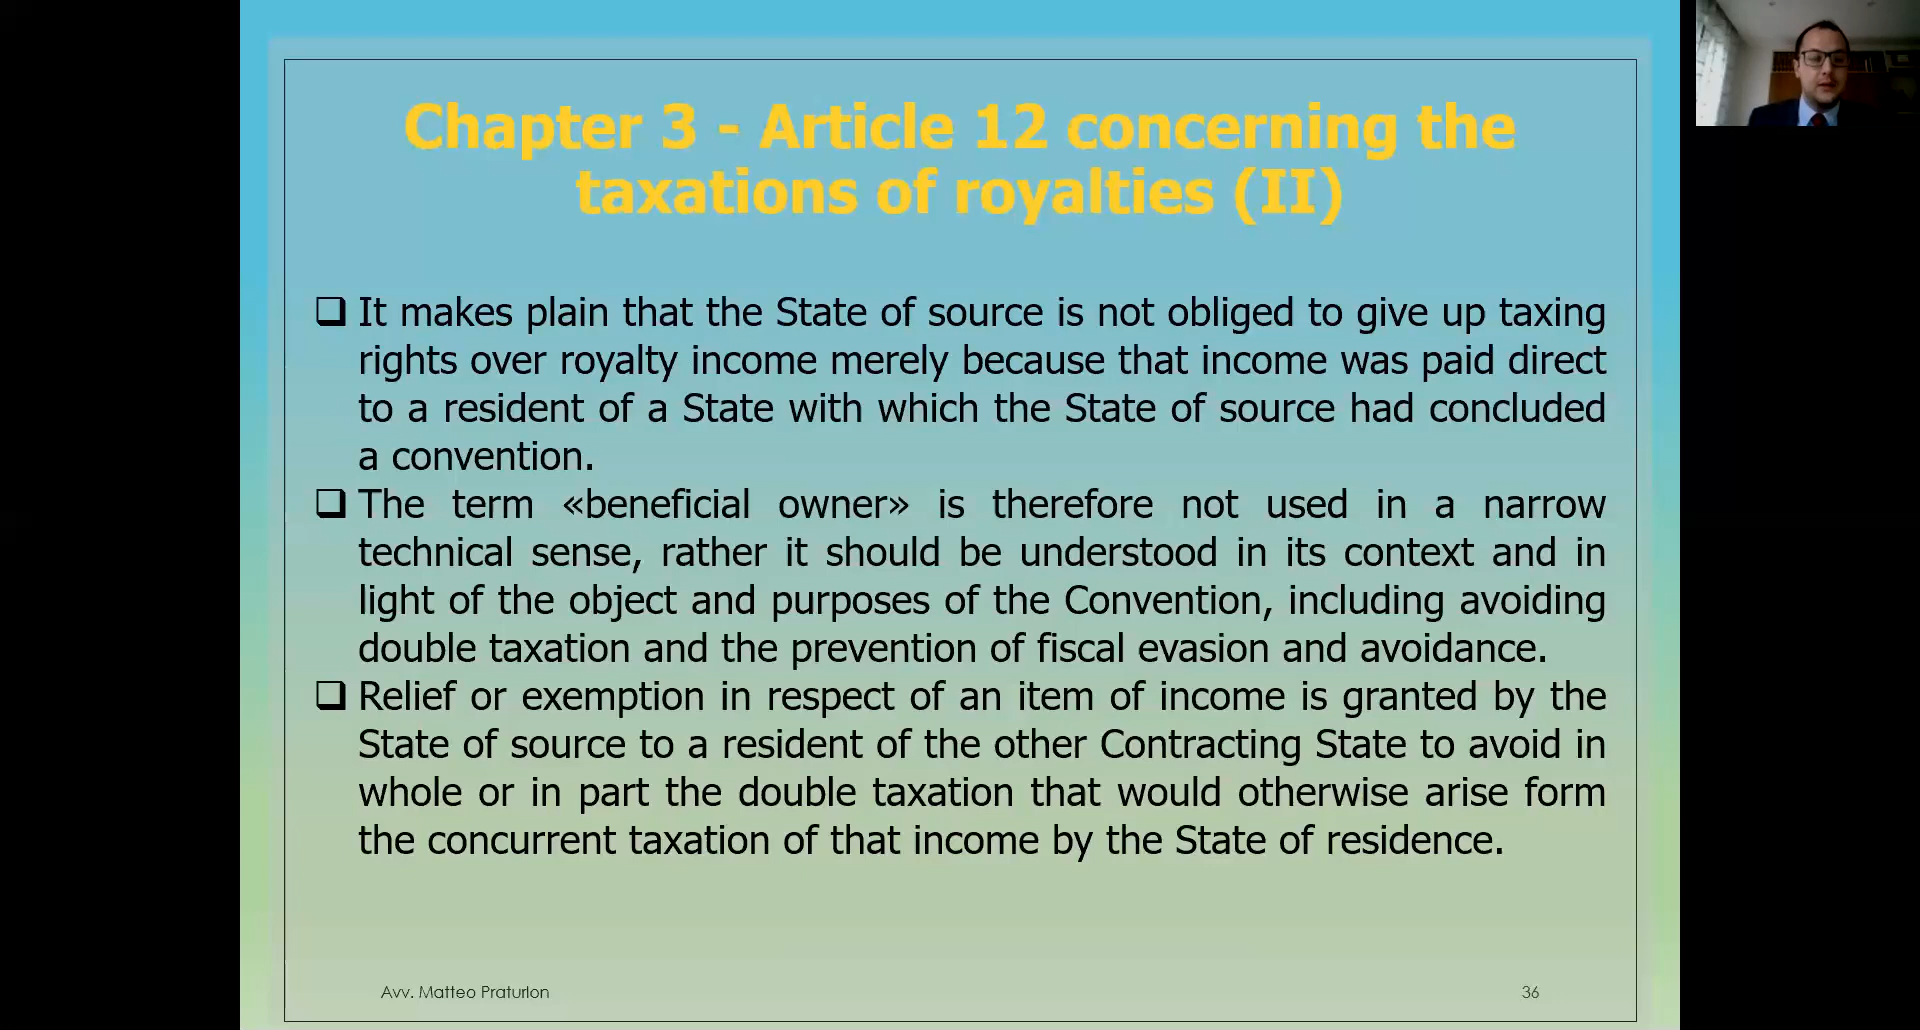 Chapter 3 - Article 12 concerning the
taxations of royalties (II)
❑ It makes plain that the State of source is not obliged to give up taxing
rights over royalty income merely because that income was paid direct
to a resident of a State with which the State of source had concluded
a convention.
❑ The term «beneficial owner» is therefore not used in a narrow
technical sense, rather it should be understood in its context and in
light of the object and purposes of the Convention, including avoiding
double taxation and the prevention of fiscal evasion and avoidance.
❑ Relief or exemption in respect of an item of income is granted by the
State of source to a resident of the other Contracting State to avoid in
whole or in part the double taxation that would otherwise arise form
the concurrent taxation of that income by the State of residence.
Avv. Matteo Praturlon
36